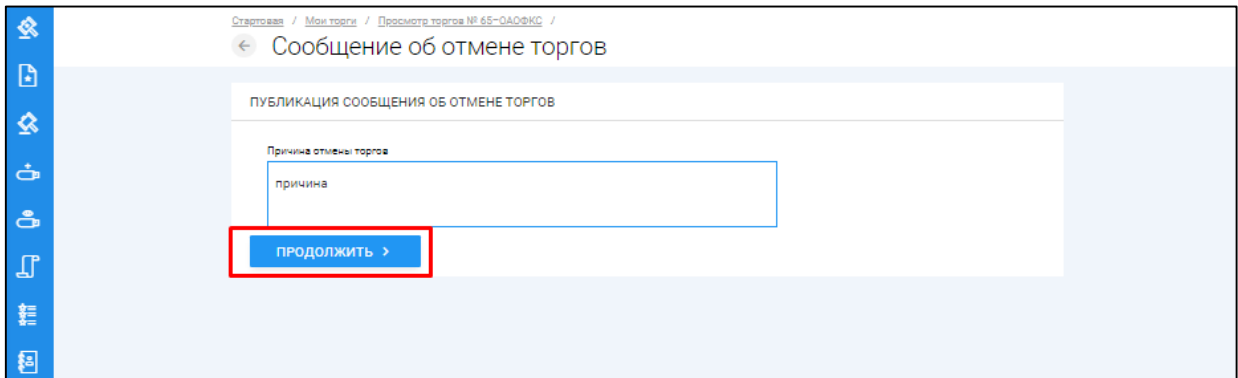 Стартовая / Мои торги / Просмотр торгов № 65-ОАОФКС /
Сообщение об отмене торгов
ПУБЛИКАЦИЯ СООБЩЕНИЯ ОБ ОТМЕНЕ ТОРГОВ
Причина отмены торгов
причина
ПРОДОЛЖИТЬ >